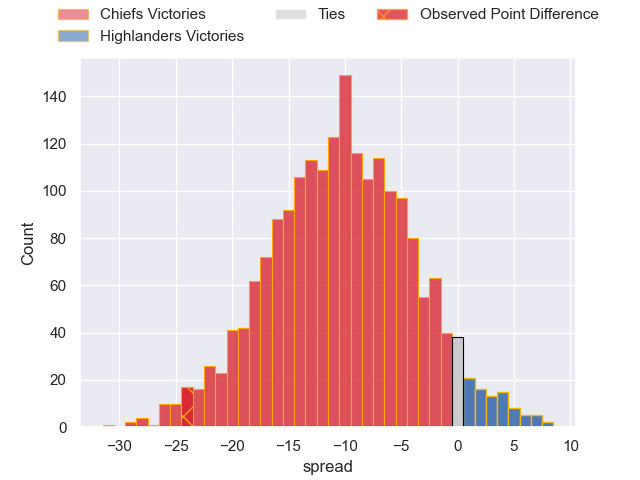 Chiefs Victories
Highlanders Victories
Ties
Observed Point Difference
Count
140
120
100
80
60
40
20
0
−30 −25 −20 −15 −10 −5 0 5 10
spread